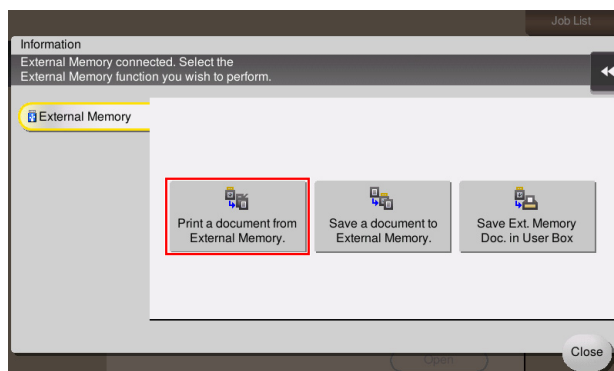 Job List
Information
External Memory connected. Select the
External Memory function you wish to perform.
External Memory
Print a document from
External Memory.
Save a document to
External Memory.
Save Ext. Memory
Doc. in User Box
Open
Close